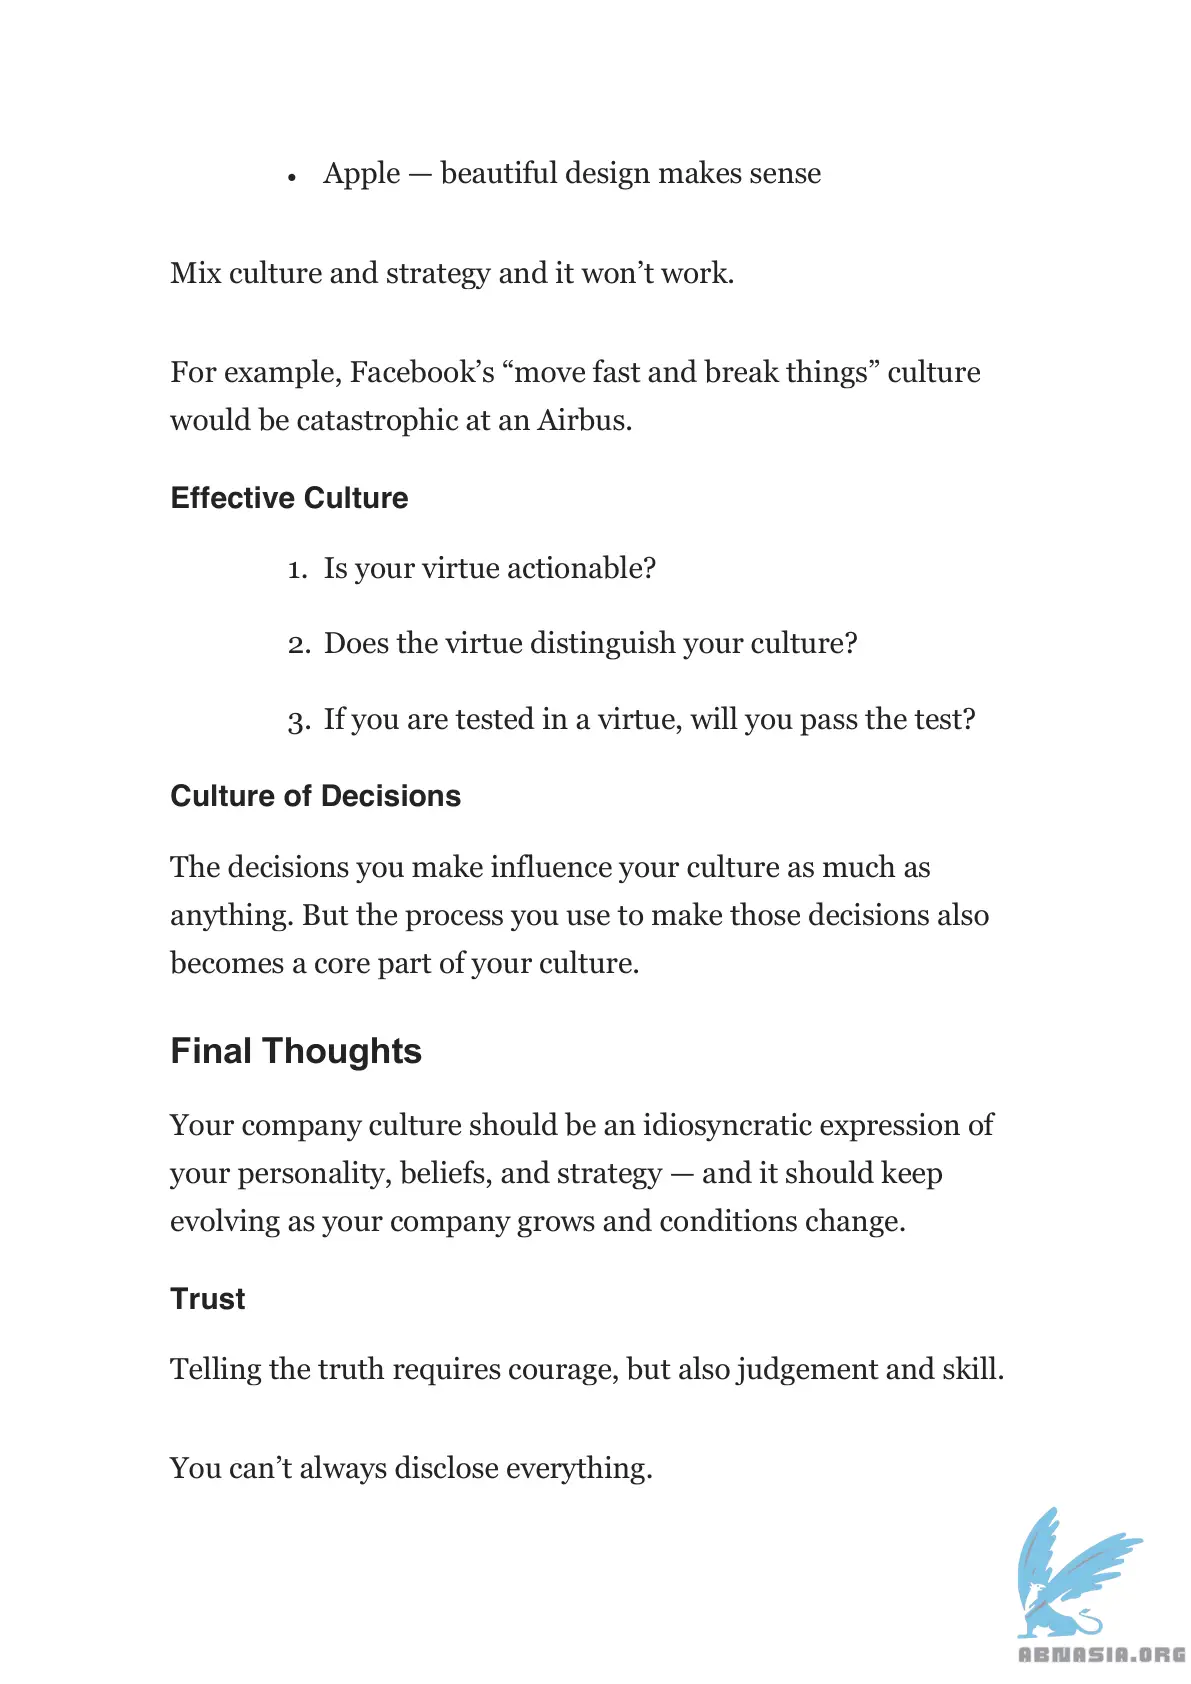 • Apple — beautiful design makes sense
Mix culture and strategy and it won’t work.
For example, Facebook’s “move fast and break things” culture
would be catastrophic at an Airbus.
Effective Culture
1. Is your virtue actionable?
2. Does the virtue distinguish your culture?
3. If you are tested in a virtue, will you pass the test?
Culture of Decisions
The decisions you make influence your culture as much as
anything. But the process you use to make those decisions also
becomes a core part of your culture.
Final Thoughts
Your company culture should be an idiosyncratic expression of
your personality, beliefs, and strategy — and it should keep
evolving as your company grows and conditions change.
Trust
Telling the truth requires courage, but also judgement and skill.
You can’t always disclose everything.
ABNASIA.ORG